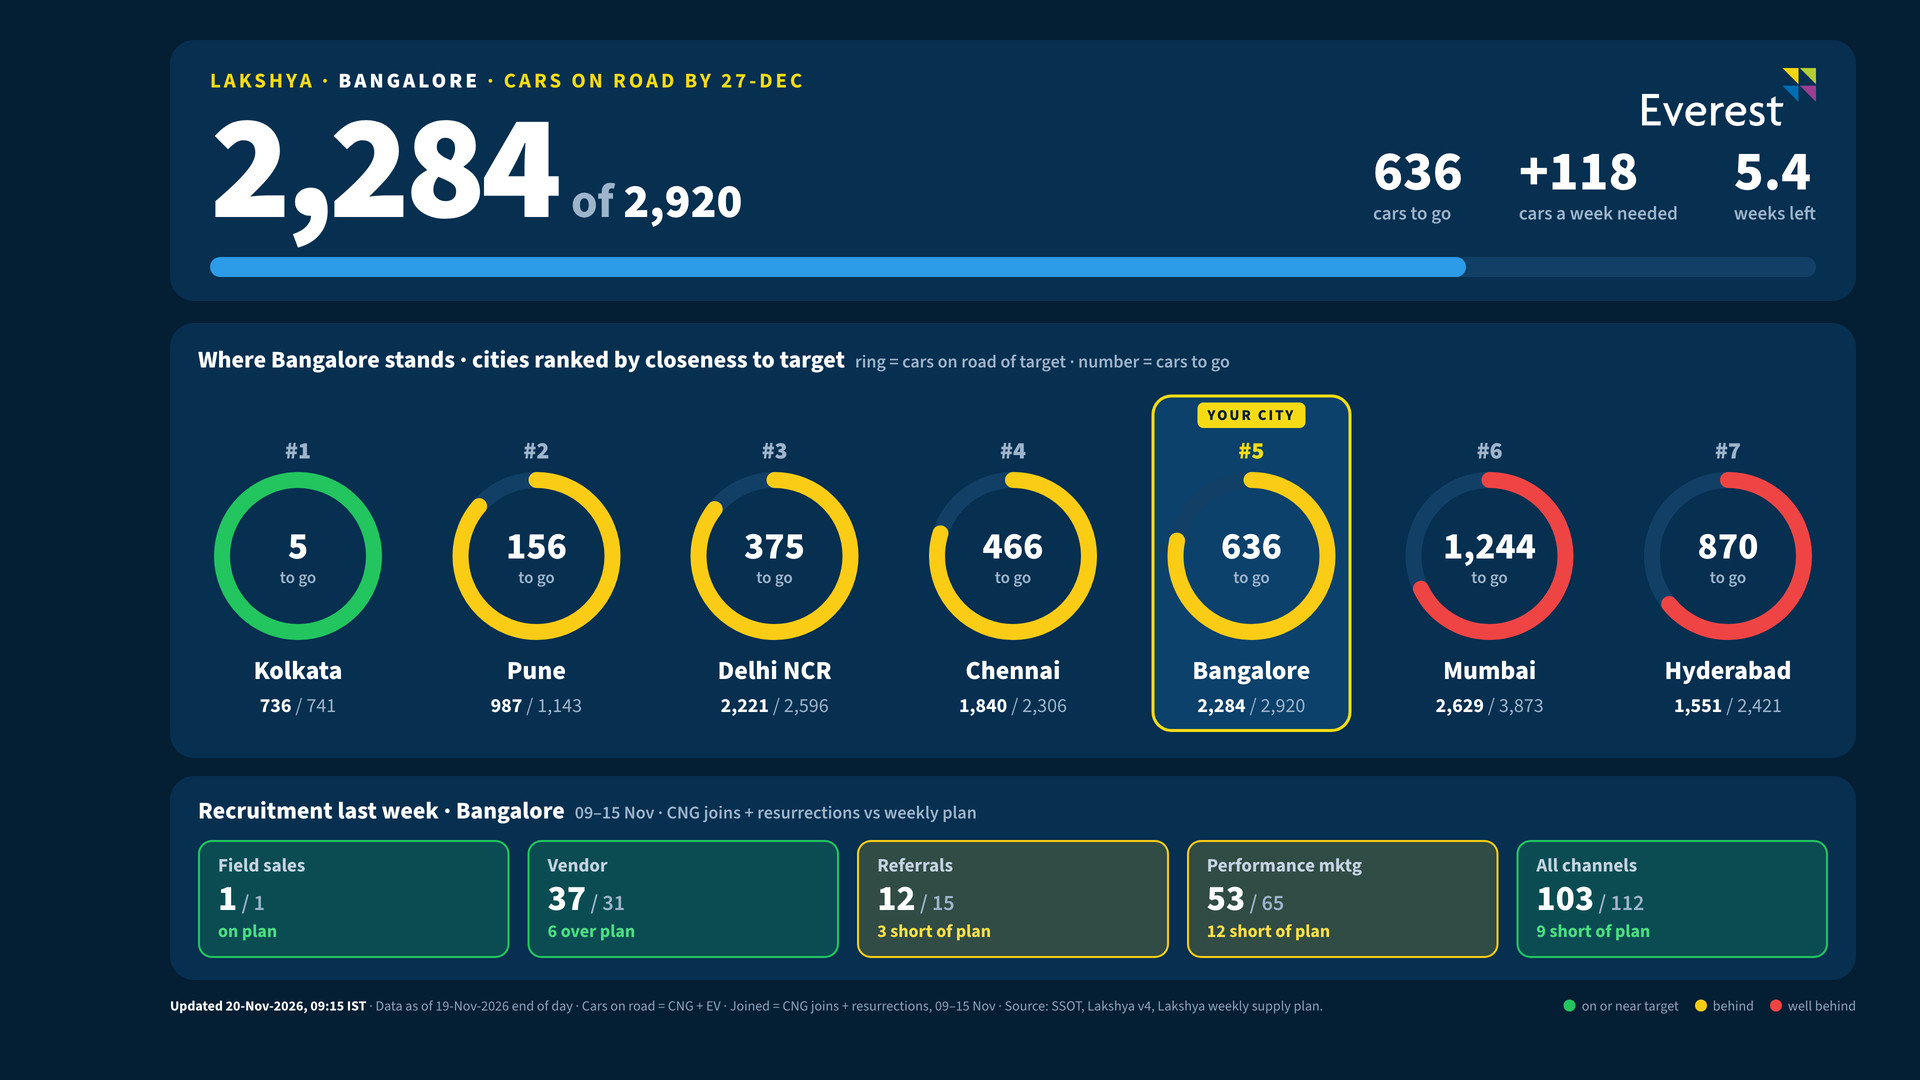 LAKSHYA · BANGALORE · CARS ON ROAD BY 27-DEC
Everest
2,284 of 2,920
636
cars to go
+118
cars a week needed
5.4
weeks left
Where Bangalore stands · cities ranked by closeness to target ring = cars on road of target · number = cars to go
#1
5
to go
Kolkata
736 / 741
#2
156
to go
Pune
987 / 1,143
#3
375
to go
Delhi NCR
2,221 / 2,596
#4
466
to go
Chennai
1,840 / 2,306
YOUR CITY
#5
636
to go
Bangalore
2,284 / 2,920
#6
1,244
to go
Mumbai
2,629 / 3,873
#7
870
to go
Hyderabad
1,551 / 2,421
Recruitment last week · Bangalore 09–15 Nov · CNG joins + resurrections vs weekly plan
Field sales
1 / 1
on plan
Vendor
37 / 31
6 over plan
Referrals
12 / 15
3 short of plan
Performance mktg
53 / 65
12 short of plan
All channels
103 / 112
9 short of plan
Updated 20-Nov-2026, 09:15 IST · Data as of 19-Nov-2026 end of day · Cars on road = CNG + EV · Joined = CNG joins + resurrections, 09–15 Nov · Source: SSOT, Lakshya v4, Lakshya weekly supply plan.
on or near target
behind
well behind